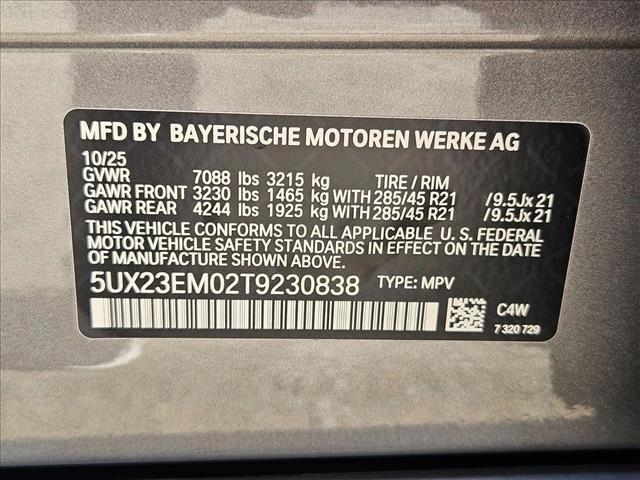 MFD BY BAYERISCHE MOTOREN WERKE AG
10/25
GVWR 7088 lbs 3215 kg TIRE / RIM
GAWR FRONT 3230 lbs 1465 kg WITH 285/45 R21 /9.5Jx21
GAWR REAR 4244 lbs 1925 kg WITH 285/45 R21 /9.5Jx21
THIS VEHICLE CONFORMS TO ALL APPLICABLE U. S. FEDERAL
MOTOR VEHICLE SAFETY STANDARDS IN EFFECT ON THE
DATE OF MANUFACTURE SHOWN ABOVE.
5UX23EM02T9230838 TYPE: MPV
C4W
7 320 729